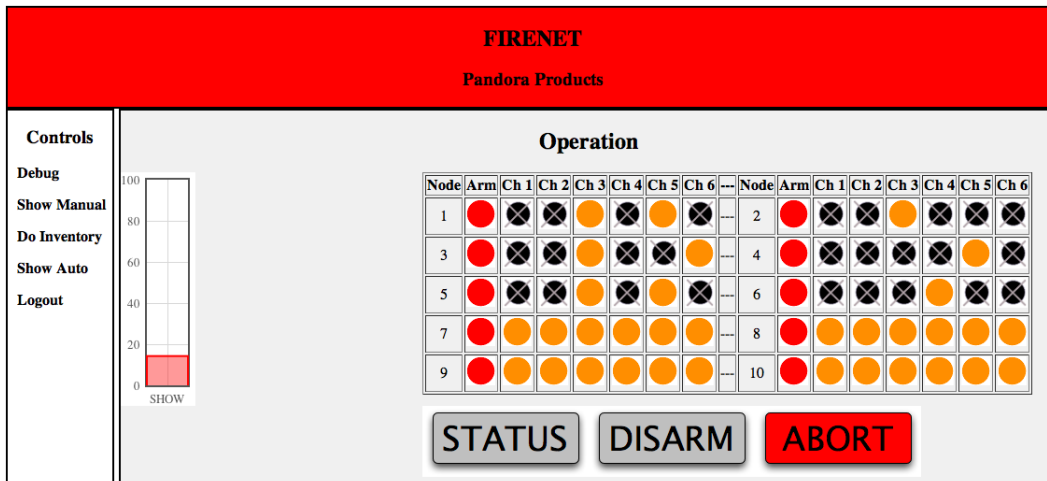 FIRENET
Pandora Products
Controls
Debug
Show Manual
Do Inventory
Show Auto
Logout
100
80
60
40
20
0
SHOW
Operation
Node Arm Ch 1 Ch 2 Ch 3 Ch 4 Ch 5 Ch 6 --- Node Arm Ch 1 Ch 2 Ch 3 Ch 4 Ch 5 Ch 6
1 --- 2
3 --- 4
5 --- 6
7 --- 8
9 --- 10
STATUS DISARM ABORT